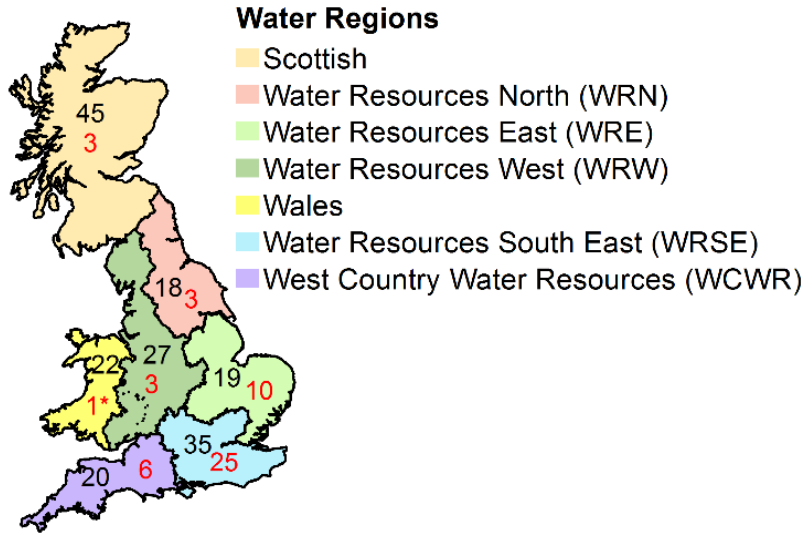 Water Regions
Scottish
Water Resources North (WRN)
Water Resources East (WRE)
Water Resources West (WRW)
Wales
Water Resources South East (WRSE)
West Country Water Resources (WCWR)
45
3
18
3
27
3
22
1*
19
10
35
25
20
6